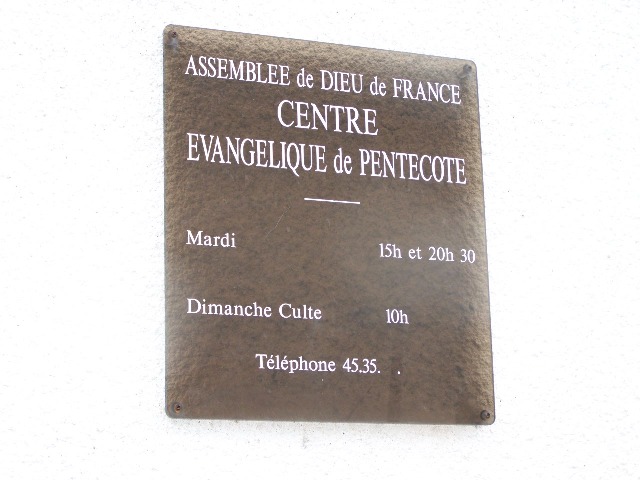 ASSEMBLEE de DIEU de FRANCE
CENTRE
EVANGELIQUE de PENTECOTE
Mardi 15h et 20h 30
Dimanche Culte 10h
Téléphone 45.35. .